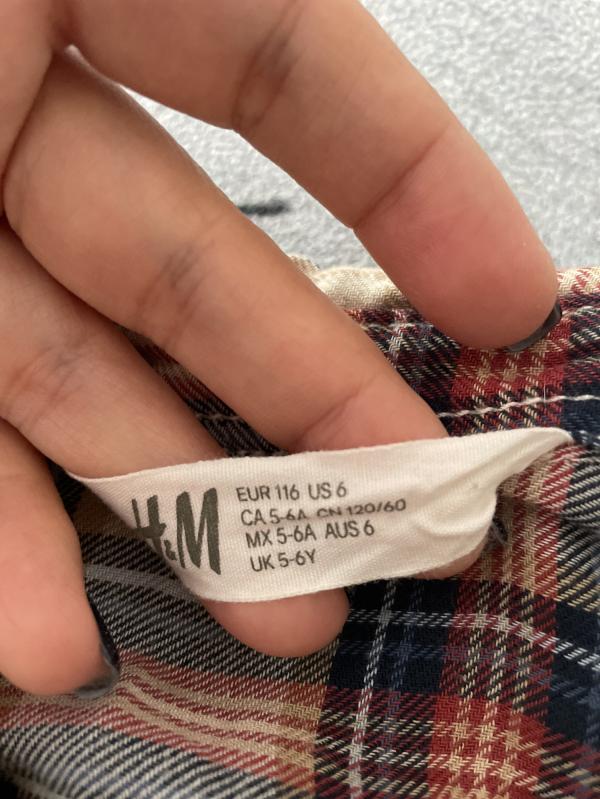 H&M
EUR 116 US 6
CA 5-6A CN 120/60
MX 5-6A AUS 6
UK 5-6Y